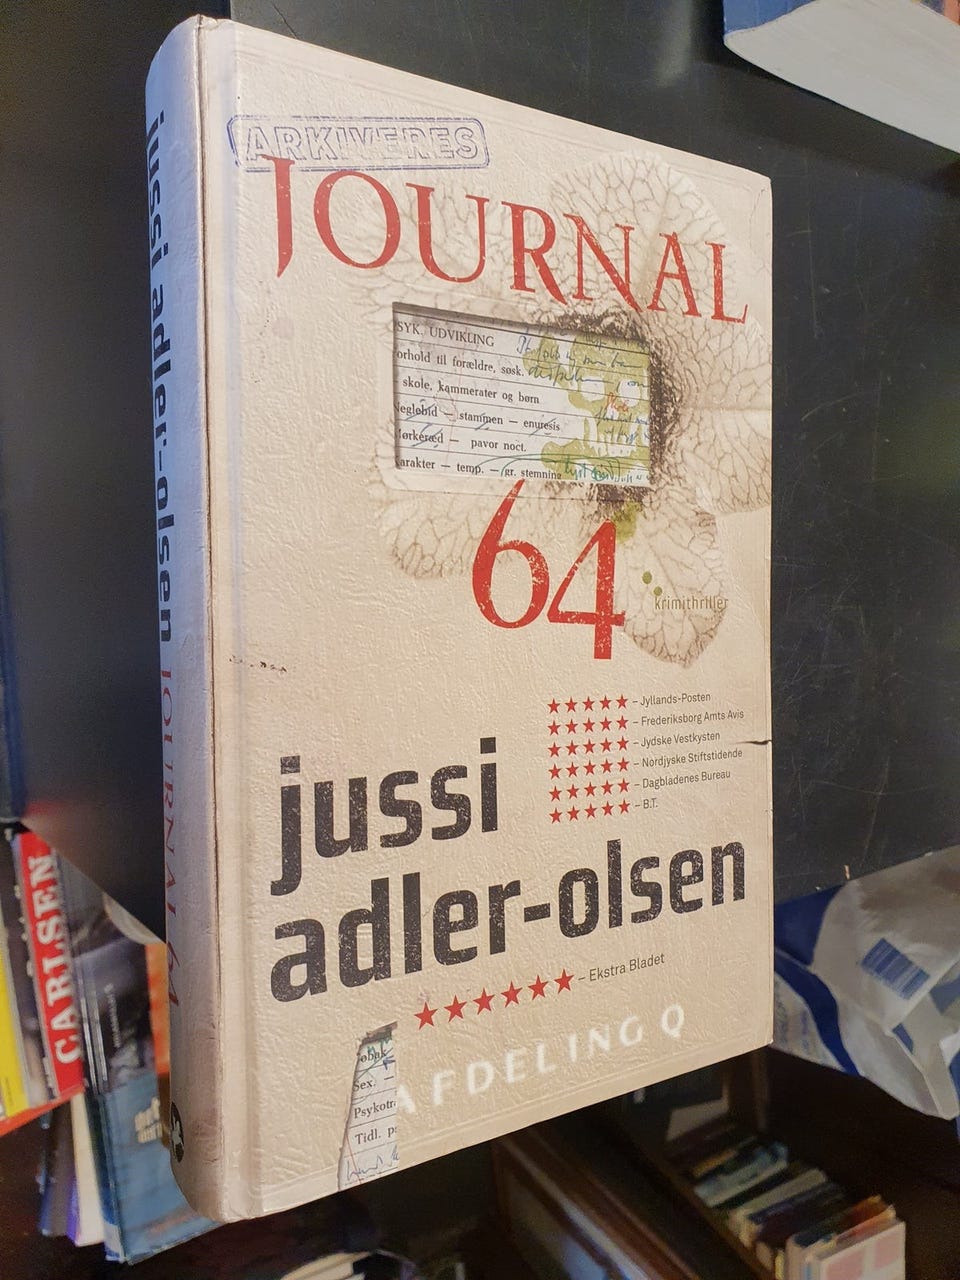 ARKIVERES
JOURNAL
SYK. UDVIKLING
orhold til forældre, søsk.
skole, kammerater og børn
Neglebid — stammen — enuresis
Mørkeræd — pavor noct.
Karakter — temp. — gr. stemning
64
krimithriller
★★★★★ – Jyllands-Posten
★★★★★ – Frederiksborg Amts Avis
★★★★★ – Jydske Vestkysten
★★★★★ – Nordjyske Stiftstidende
★★★★★ – Dagbladenes Bureau
★★★★★ – B.T.
jussi
adler-olsen
★★★★★★ – Ekstra Bladet
AFDELING Q
Tobak
Sex. —
Psykotr
Tidl. p
jussi adler-olsen JOURNAL 64
CARLSEN